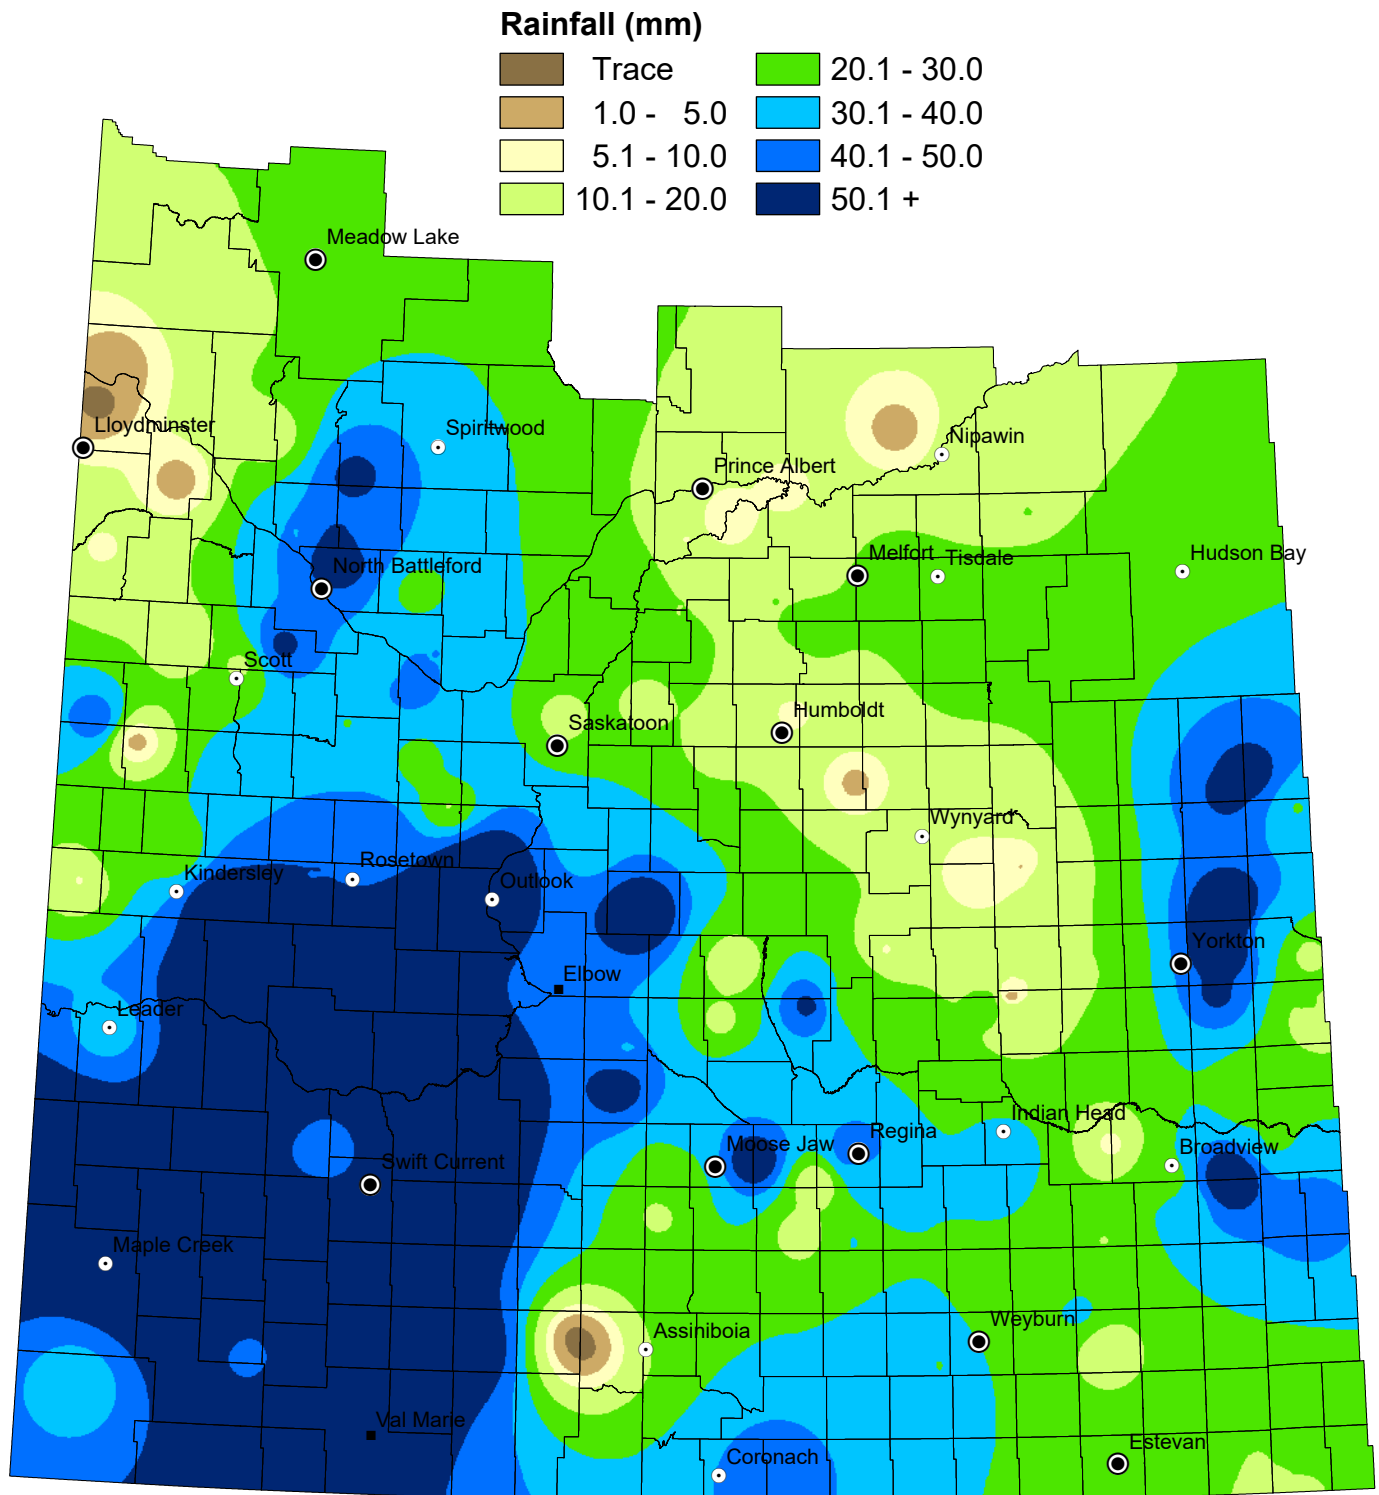 Rainfall (mm)
Trace
1.0 - 5.0
5.1 - 10.0
10.1 - 20.0
20.1 - 30.0
30.1 - 40.0
40.1 - 50.0
50.1 +
Meadow Lake
Lloydminster
Spiritwood
Nipawin
Prince Albert
North Battleford
Melfort
Tisdale
Hudson Bay
Scott
Saskatoon
Humboldt
Wynyard
Kindersley
Rosetown
Outlook
Yorkton
Elbow
Leader
Indian Head
Moose Jaw
Regina
Broadview
Swift Current
Maple Creek
Assiniboia
Weyburn
Val Marie
Coronach
Estevan